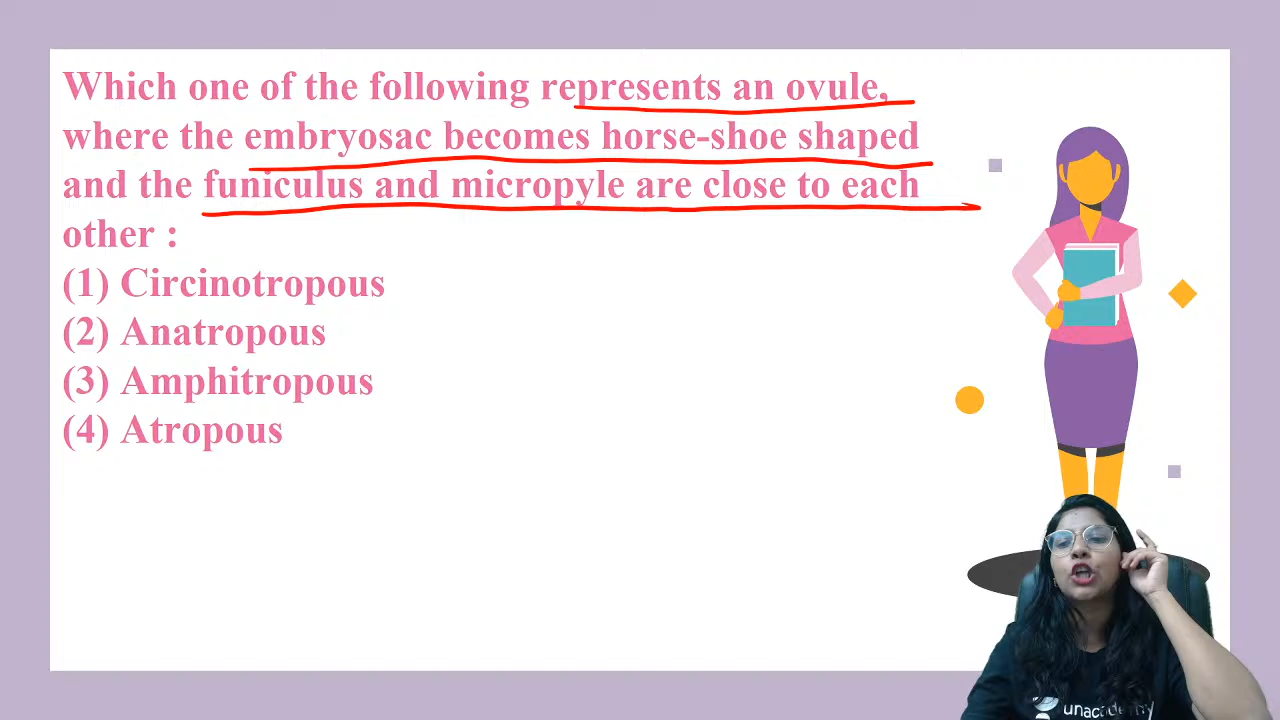 Which one of the following represents an ovule,
where the embryosac becomes horse-shoe shaped
and the funiculus and micropyle are close to each
other :
(1) Circinotropous
(2) Anatropous
(3) Amphitropous
(4) Atropous
unacademy